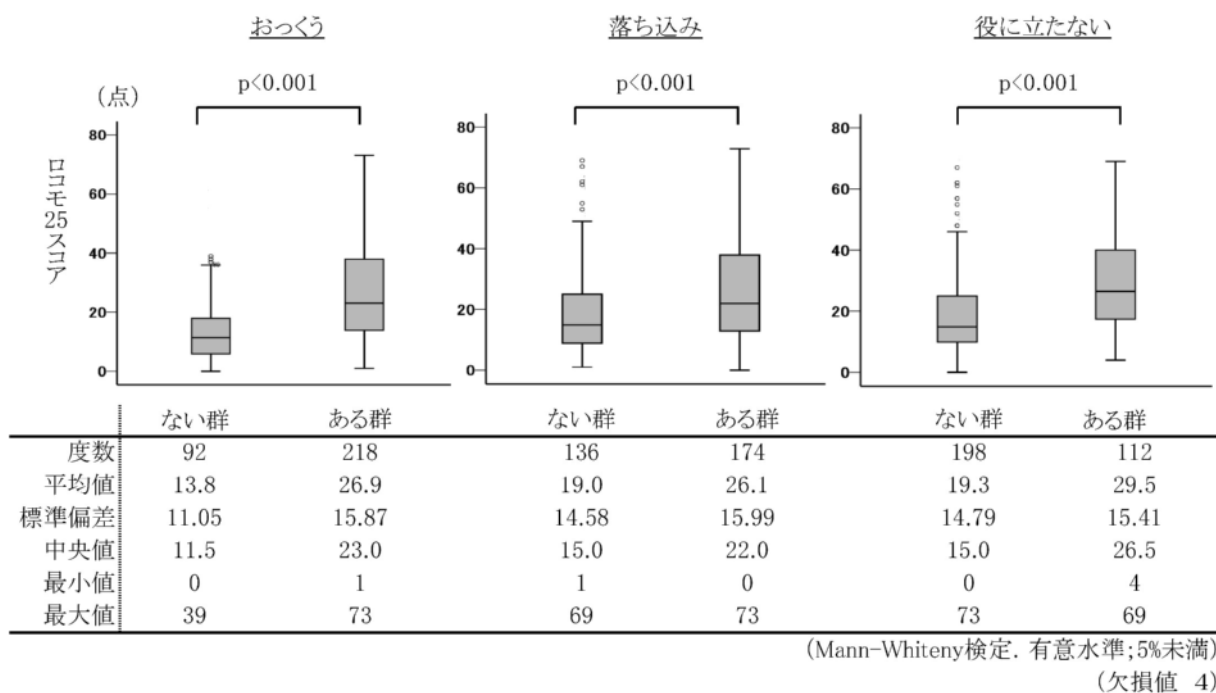 おっくう 落ち込み 役に立たない
p<0.001 p<0.001 p<0.001
(点)
ロコモ25スコア
80 80 80
60 60 60
40 40 40
20 20 20
0 0 0
ない群 ある群 ない群 ある群 ない群 ある群
度数 92 218 136 174 198 112
平均値 13.8 26.9 19.0 26.1 19.3 29.5
標準偏差 11.05 15.87 14.58 15.99 14.79 15.41
中央値 11.5 23.0 15.0 22.0 15.0 26.5
最小値 0 1 1 0 0 4
最大値 39 73 69 73 73 69
(Mann-Whiteny検定. 有意水準;5%未満)
(欠損値 4)